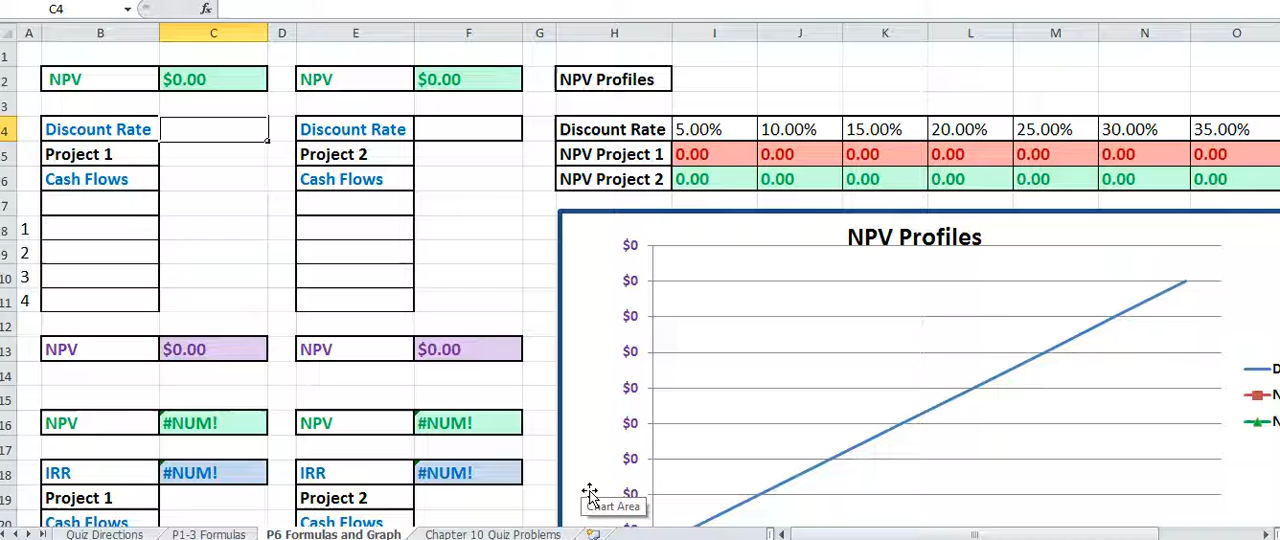 C4 fx
A B C D E F G H I J K L M N O
1
2 NPV $0.00 NPV $0.00 NPV Profiles
3
4 Discount Rate Discount Rate Discount Rate 5.00% 10.00% 15.00% 20.00% 25.00% 30.00% 35.00%
5 Project 1 Project 2 NPV Project 1 0.00 0.00 0.00 0.00 0.00 0.00 0.00
6 Cash Flows Cash Flows NPV Project 2 0.00 0.00 0.00 0.00 0.00 0.00 0.00
7
NPV Profiles
8 1 $0
9 2 $0
10 3 $0
11 4 $0
12 $0
13 NPV $0.00 NPV $0.00
14 $0 D
15 $0 N
16 NPV #NUM! NPV #NUM! N
17 $0
18 IRR #NUM! IRR #NUM!
19 Project 1 Project 2 $0
Chart Area
20 Cash Flows Cash Flows
Quiz Directions P1-3 Formulas P6 Formulas and Graph Chapter 10 Quiz Problems